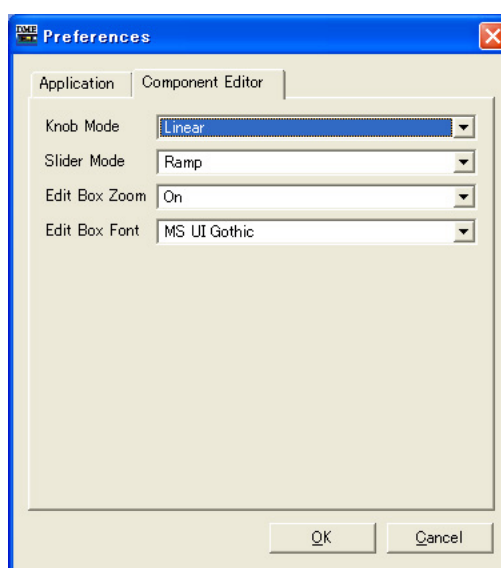 DME Preferences
Application Component Editor
Knob Mode Linear
Slider Mode Ramp
Edit Box Zoom On
Edit Box Font MS UI Gothic
OK Cancel